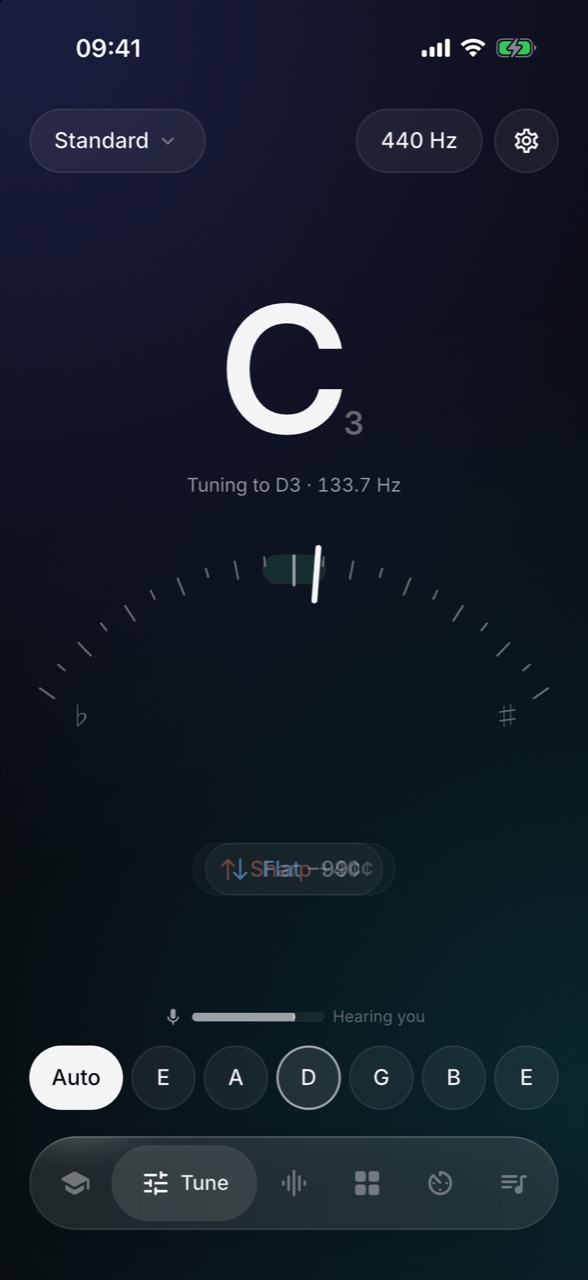 09:41
Standard
440 Hz
C3
Tuning to D3 · 133.7 Hz
♭ ♯
Hearing you
Auto E A D G B E
Tune